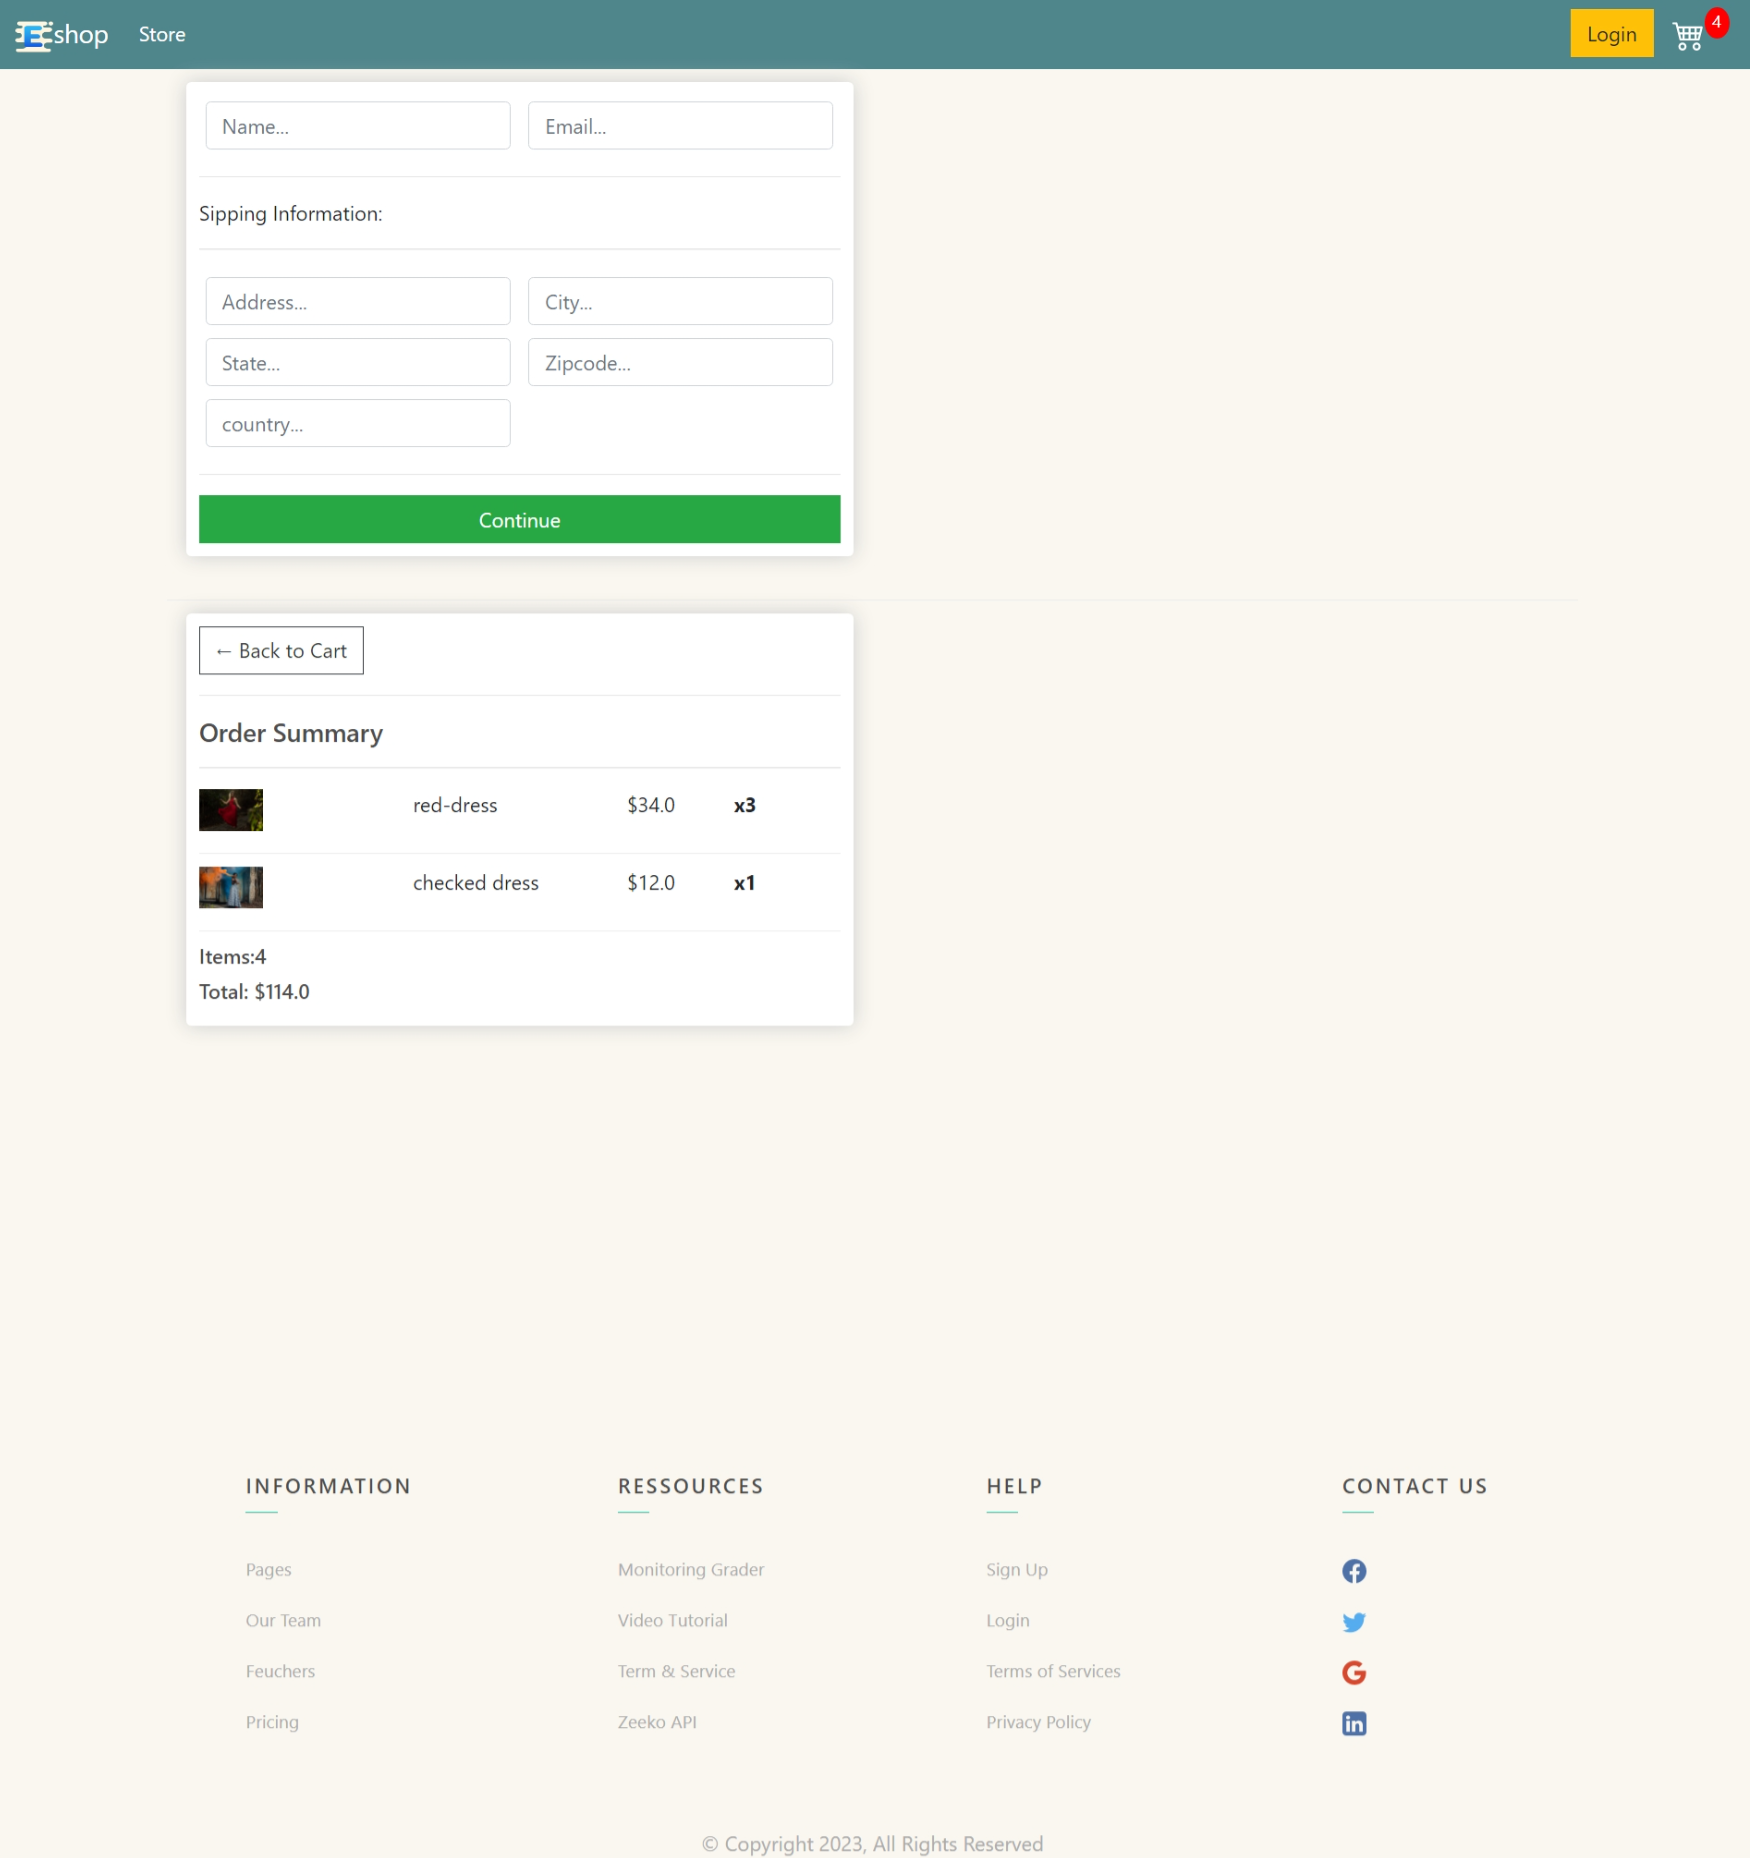 Eshop Store Login 4
Name... Email...
Sipping Information:
Address... City...
State... Zipcode...
country...
Continue
← Back to Cart
Order Summary
red-dress $34.0 x3
checked dress $12.0 x1
Items:4
Total: $114.0
INFORMATION RESSOURCES HELP CONTACT US
Pages Monitoring Grader Sign Up
Our Team Video Tutorial Login
Feuchers Term & Service Terms of Services
Pricing Zeeko API Privacy Policy
© Copyright 2023, All Rights Reserved